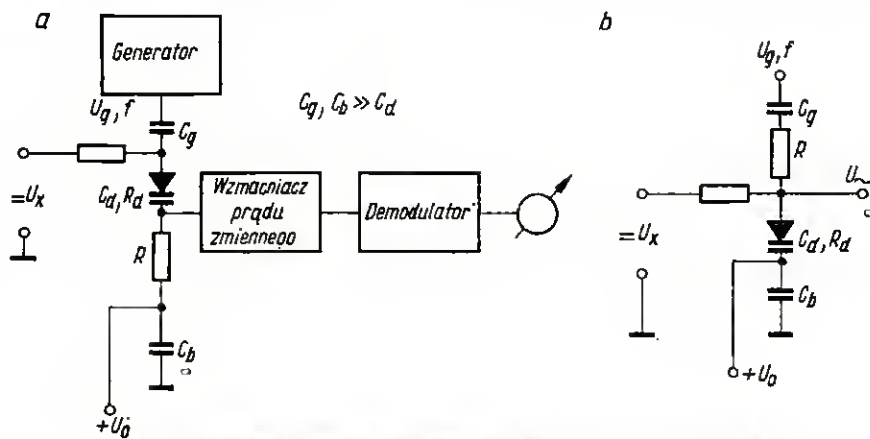 a
Generator
U_g, f
C_g
C_g, C_b >> C_d
=U_x
C_d, R_d
Wzmacniacz
prądu
zmiennego
Demodulator
R
C_b
+U_0
b
U_g, f
C_g
R
U_~
=U_x
C_d, R_d
C_b
+U_0